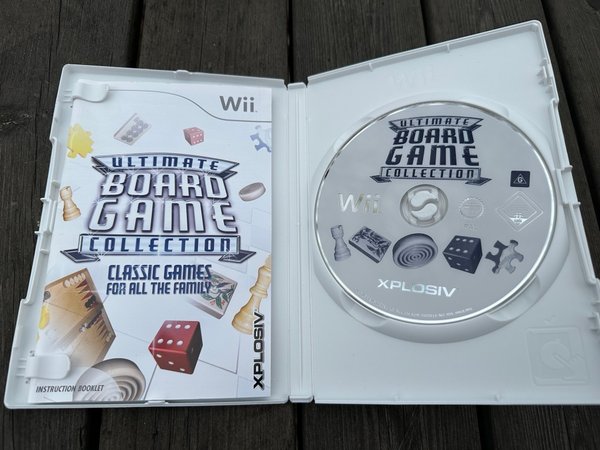 Wii
ULTIMATE
BOARD
GAME
COLLECTION
CLASSIC GAMES
FOR ALL THE FAMILY
INSTRUCTION BOOKLET
XPLOSIV
ULTIMATE
BOARD
GAME
COLLECTION
Wii
G
XPLOSIV